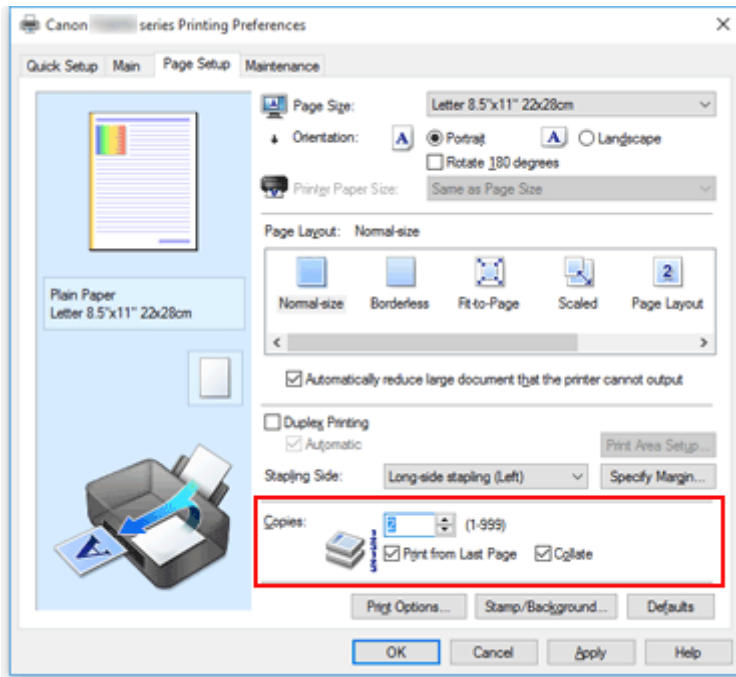 Canon series Printing Preferences
Quick Setup Main Page Setup Maintenance
Page Size: Letter 8.5"x11" 22x28cm
Orientation: A Portrait A Landscape
Rotate 180 degrees
Printer Paper Size: Same as Page Size
Page Layout: Normal-size
2
Normal-size Borderless Fit-to-Page Scaled Page Layout
Plain Paper
Letter 8.5"x11" 22x28cm
Automatically reduce large document that the printer cannot output
Duplex Printing
Automatic Print Area Setup...
Stapling Side: Long-side stapling (Left) Specify Margin...
Copies: 2 (1-999)
Print from Last Page Collate
A
Print Options... Stamp/Background... Defaults
OK Cancel Apply Help